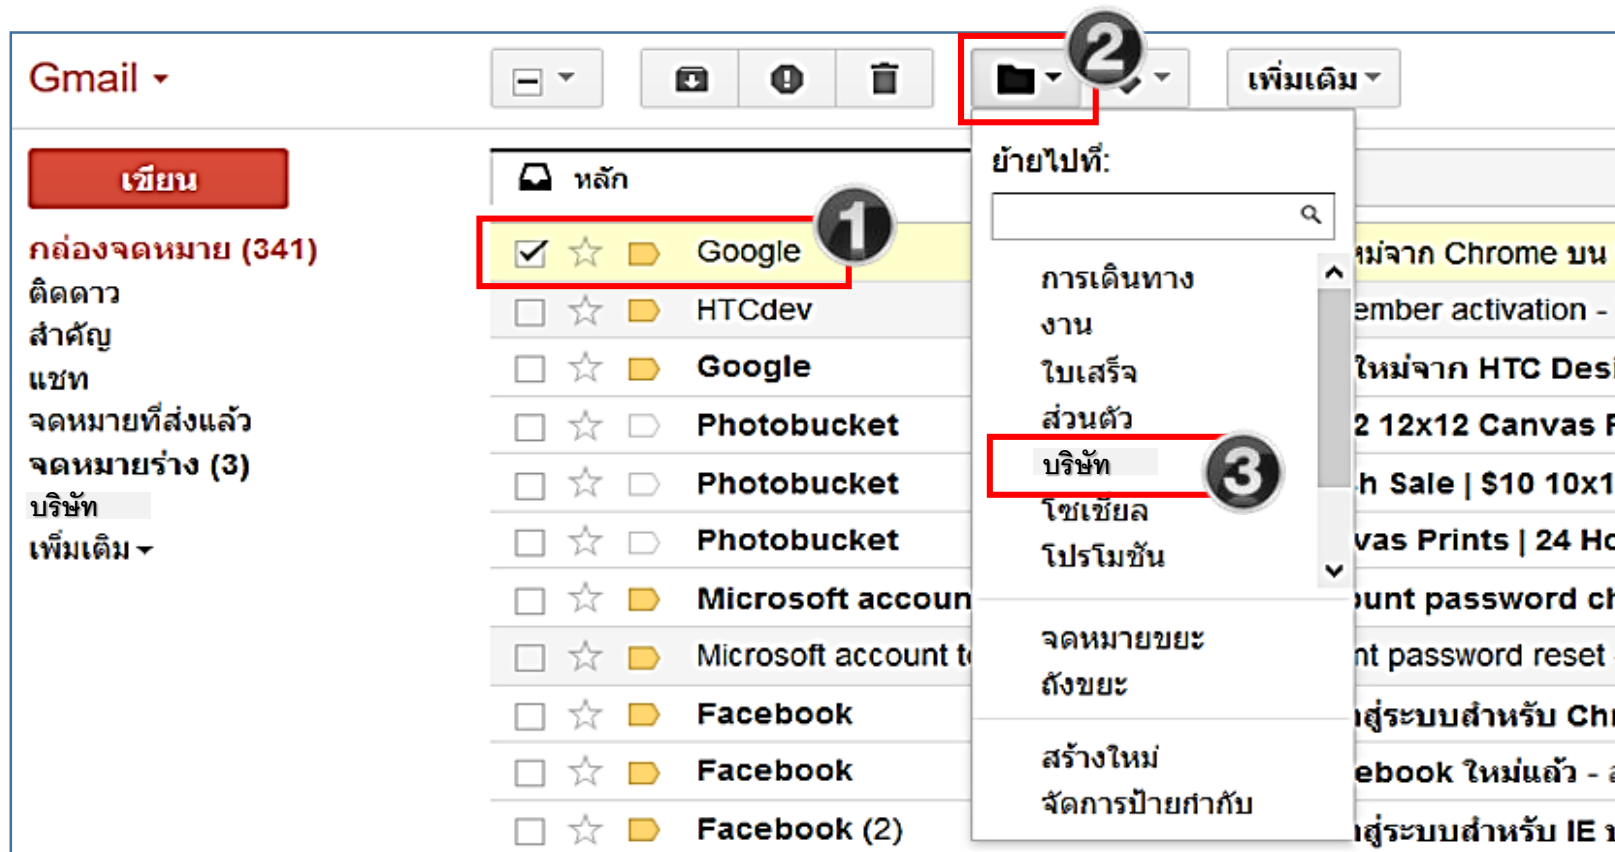 Gmail
เพิ่มเติม
2
เขียน
กล่องจดหมาย (341)
ติดดาว
สำคัญ
แชท
จดหมายที่ส่งแล้ว
จดหมายร่าง (3)
บริษัท
เพิ่มเติม
หลัก
1
Google
HTCdev
Google
Photobucket
Photobucket
Photobucket
Microsoft accoun
Microsoft account t
Facebook
Facebook
Facebook (2)
ย้ายไปที่:
การเดินทาง
งาน
ใบเสร็จ
ส่วนตัว
บริษัท
3
โซเชียล
โปรโมชัน
จดหมายขยะ
ถังขยะ
สร้างใหม่
จัดการป้ายกำกับ
หม่จาก Chrome บน
ember activation -
ใหม่จาก HTC Desi
2 12x12 Canvas
h Sale | $10 10x1
vas Prints | 24 Ho
unt password ch
nt password reset
สู่ระบบสำหรับ Chr
ebook ใหม่แล้ว -
สู่ระบบสำหรับ IE